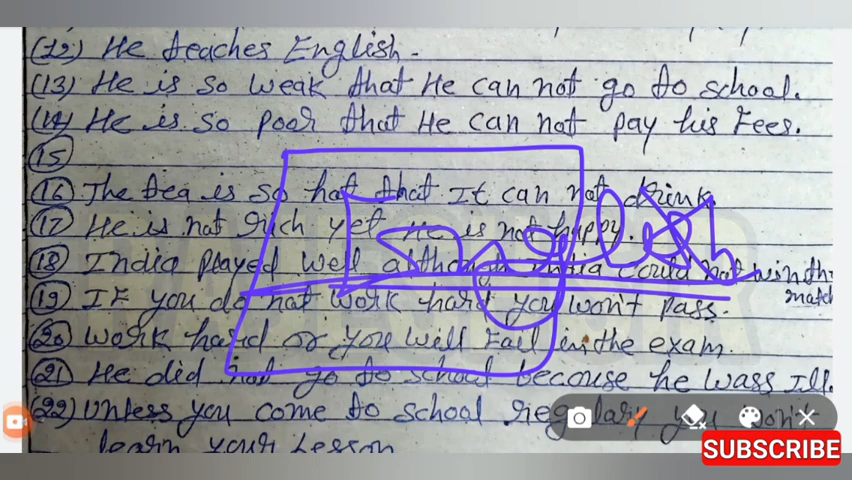 (12) He teaches English.
(13) He is so weak that He can not go to school.
(14) He is so poor that He can not pay his Fees.
(15)
(16) The tea is so hot that It can not drink.
(17) He is not rich yet He is not happy.
(18) India played well although India could not win the match
(19) IF you do not work hard you won't pass.
(20) work hard or you will Fail in the exam.
(21) He did not go to school because he wass Ill.
(22) Unless you come to school regulary you won't
learn your lesson
English
SUBSCRIBE